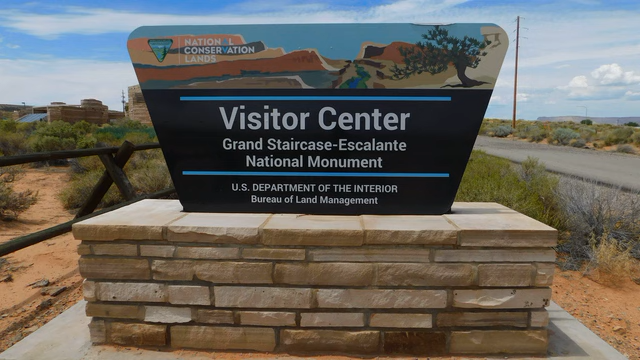 NATIONAL
CONSERVATION
LANDS
Visitor Center
Grand Staircase-Escalante
National Monument
U.S. DEPARTMENT OF THE INTERIOR
Bureau of Land Management